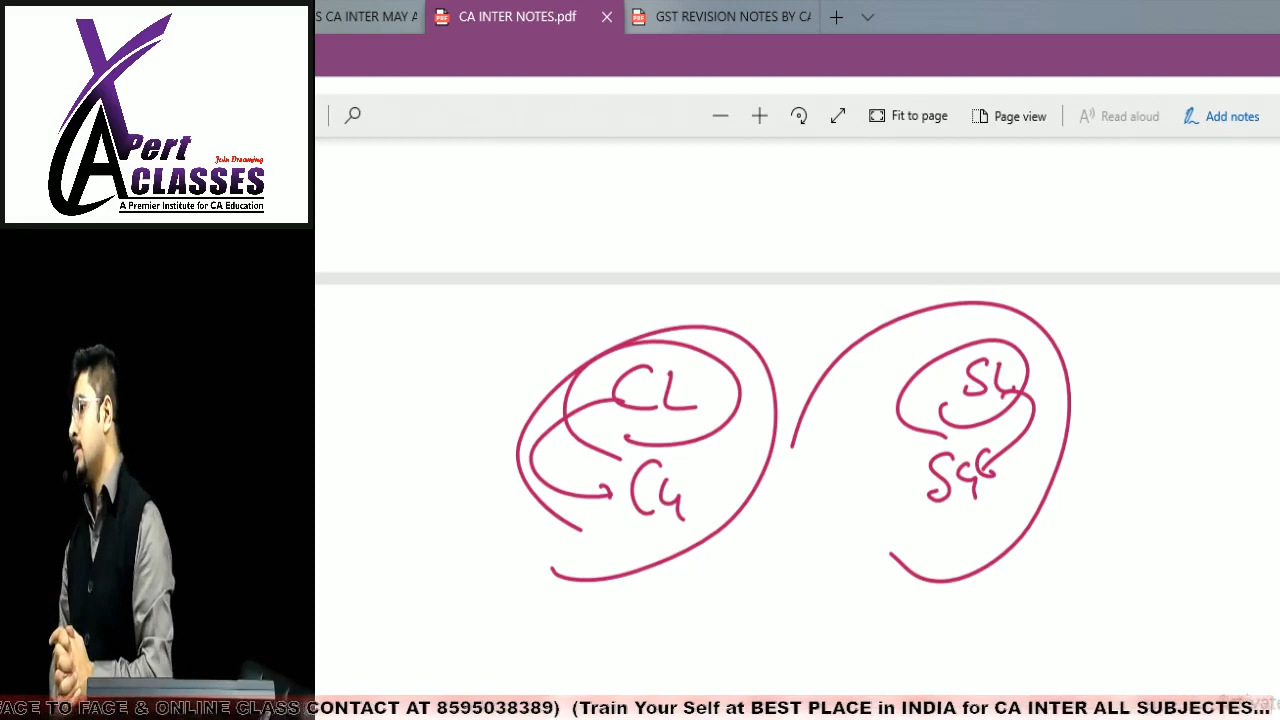 S CA INTER MAY A
CA INTER NOTES.pdf
GST REVISION NOTES BY CA
Fit to page
Page view
Read aloud
Add notes
XPert
Join Dreaming
CA CLASSES
A Premier Institute for CA Education
CL
SL
C4
S4
FACE TO FACE & ONLINE CLASS CONTACT AT 8595038389) (Train Your Self at BEST PLACE in INDIA for CA INTER ALL SUBJECTES...